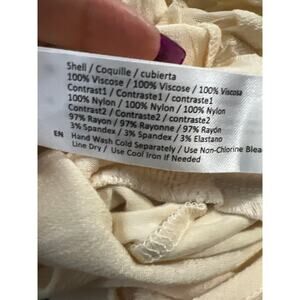 Shell / Coquille / cubierta
100% Viscose / 100% Viscose / 100% Viscosa
Contrast1 / Contraste1 / contraste1
100% Nylon / 100% Nylon / 100% Nylon
Contrast2 / Contraste2 / contraste2
97% Rayon / 97% Rayonne / 97% Rayón
3% Spandex / 3% Spandex / 3% Elastano
EN Hand Wash Cold Separately / Use Non-Chlorine Blea
Line Dry / Use Cool Iron If Needed